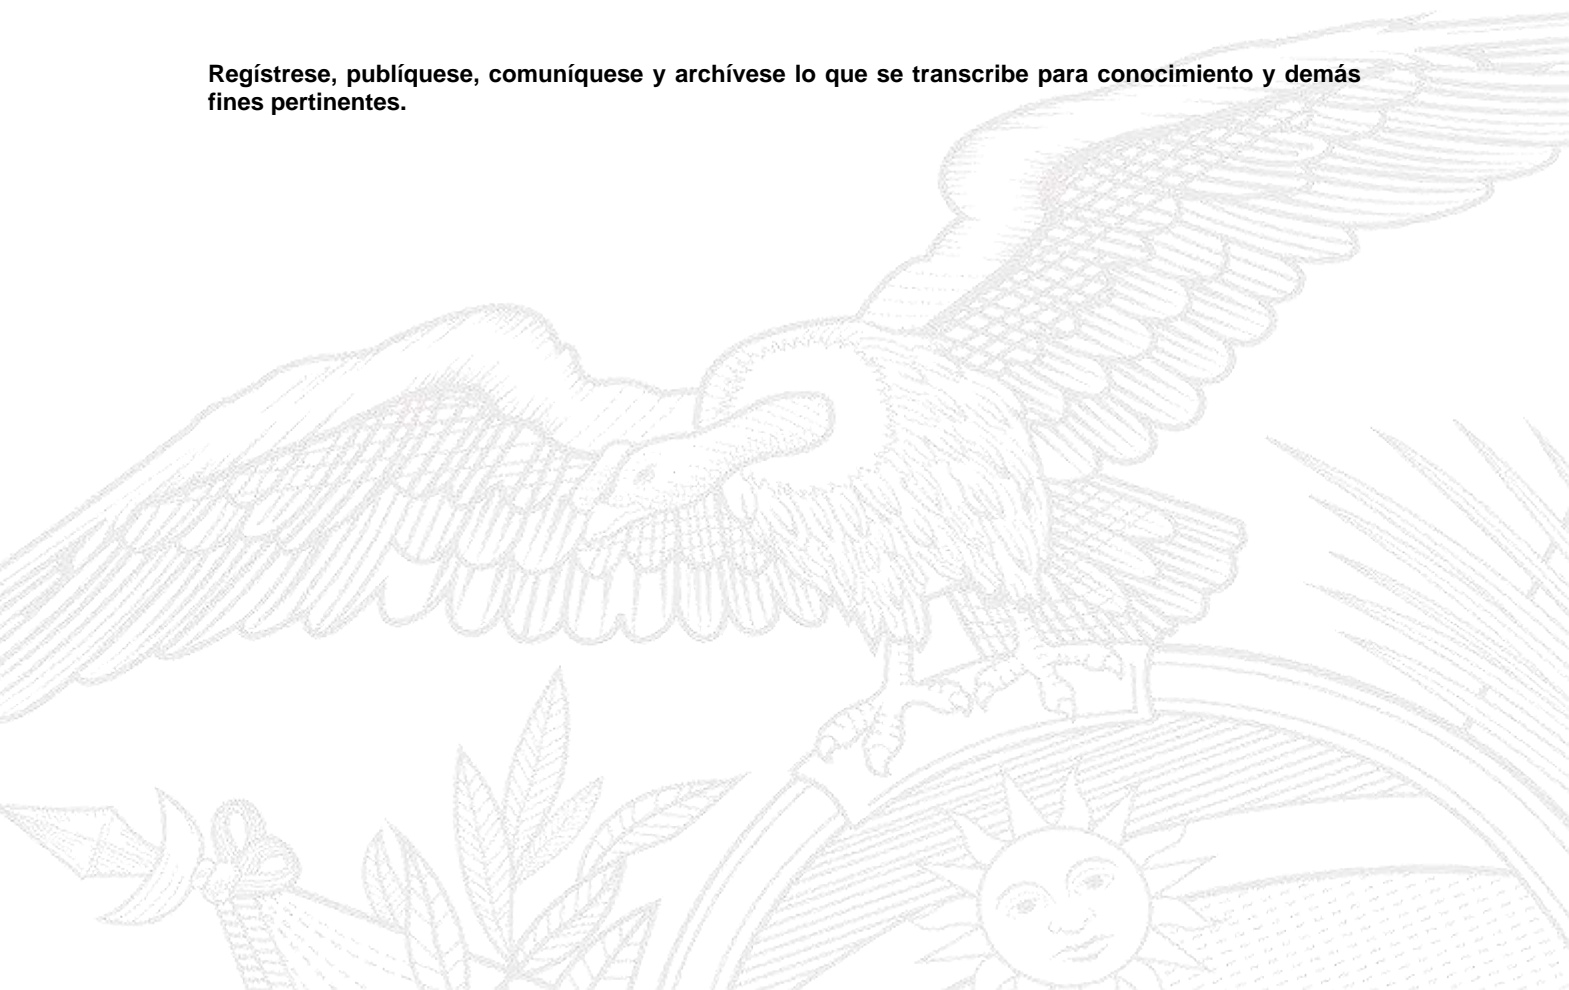 Regístrese, publíquese, comuníquese y archívese lo que se transcribe para conocimiento y demás
fines pertinentes.